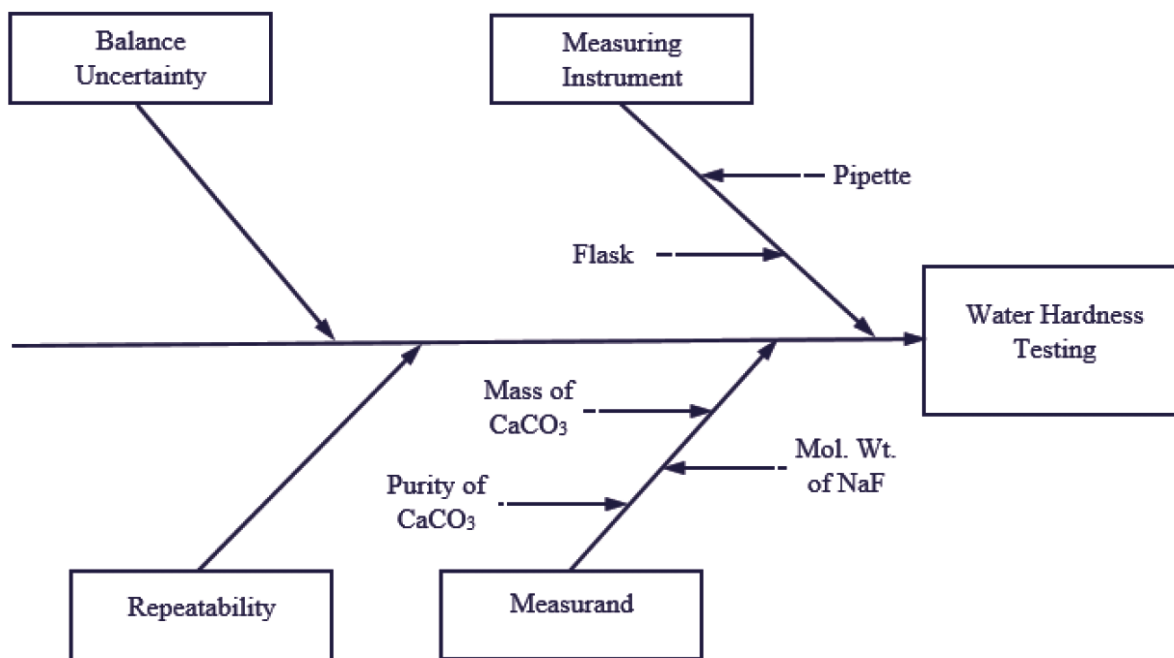 Balance
Uncertainty
Measuring
Instrument
Pipette
Flask
Water Hardness
Testing
Mass of
CaCO₃
Mol. Wt.
of NaF
Purity of
CaCO₃
Repeatability
Measurand